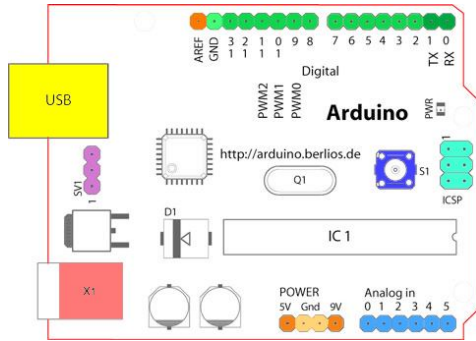 AREF GND 13 12 11 10 9 8 7 6 5 4 3 2 1 0
TX RX
Digital
PWM2 PWM1 PWM0
USB
Arduino
PWR
http://arduino.berlios.de
SV1
1
Q1
S1
1
ICSP
D1
IC 1
X1
POWER
5V Gnd 9V
Analog in
0 1 2 3 4 5